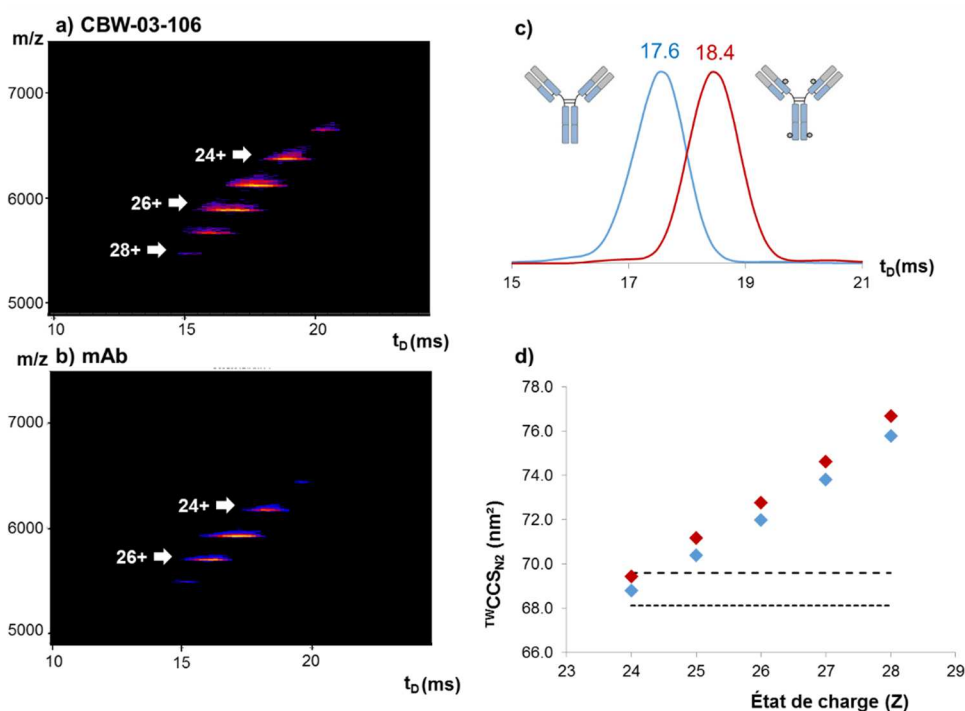 a) CBW-03-106
m/z
7000
6000
5000
24+
26+
28+
10 15 20
t_D(ms)
b) mAb
m/z
7000
6000
5000
24+
26+
10 15 20
t_D(ms)
c)
17.6 18.4
15 17 19 21
t_D(ms)
d)
78.0
76.0
74.0
72.0
70.0
68.0
66.0
TWCCSN2 (nm²)
23 24 25 26 27 28 29
État de charge (Z)